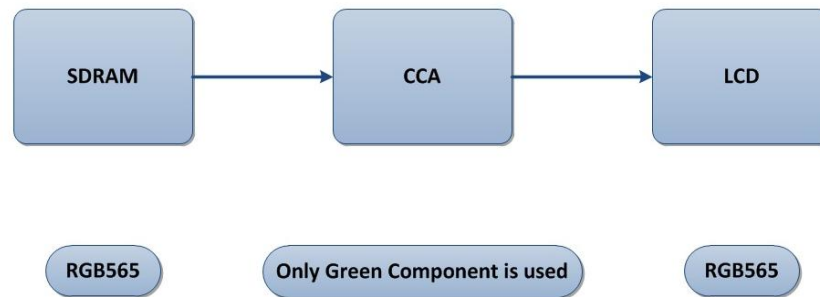 SDRAM
CCA
LCD
RGB565
Only Green Component is used
RGB565